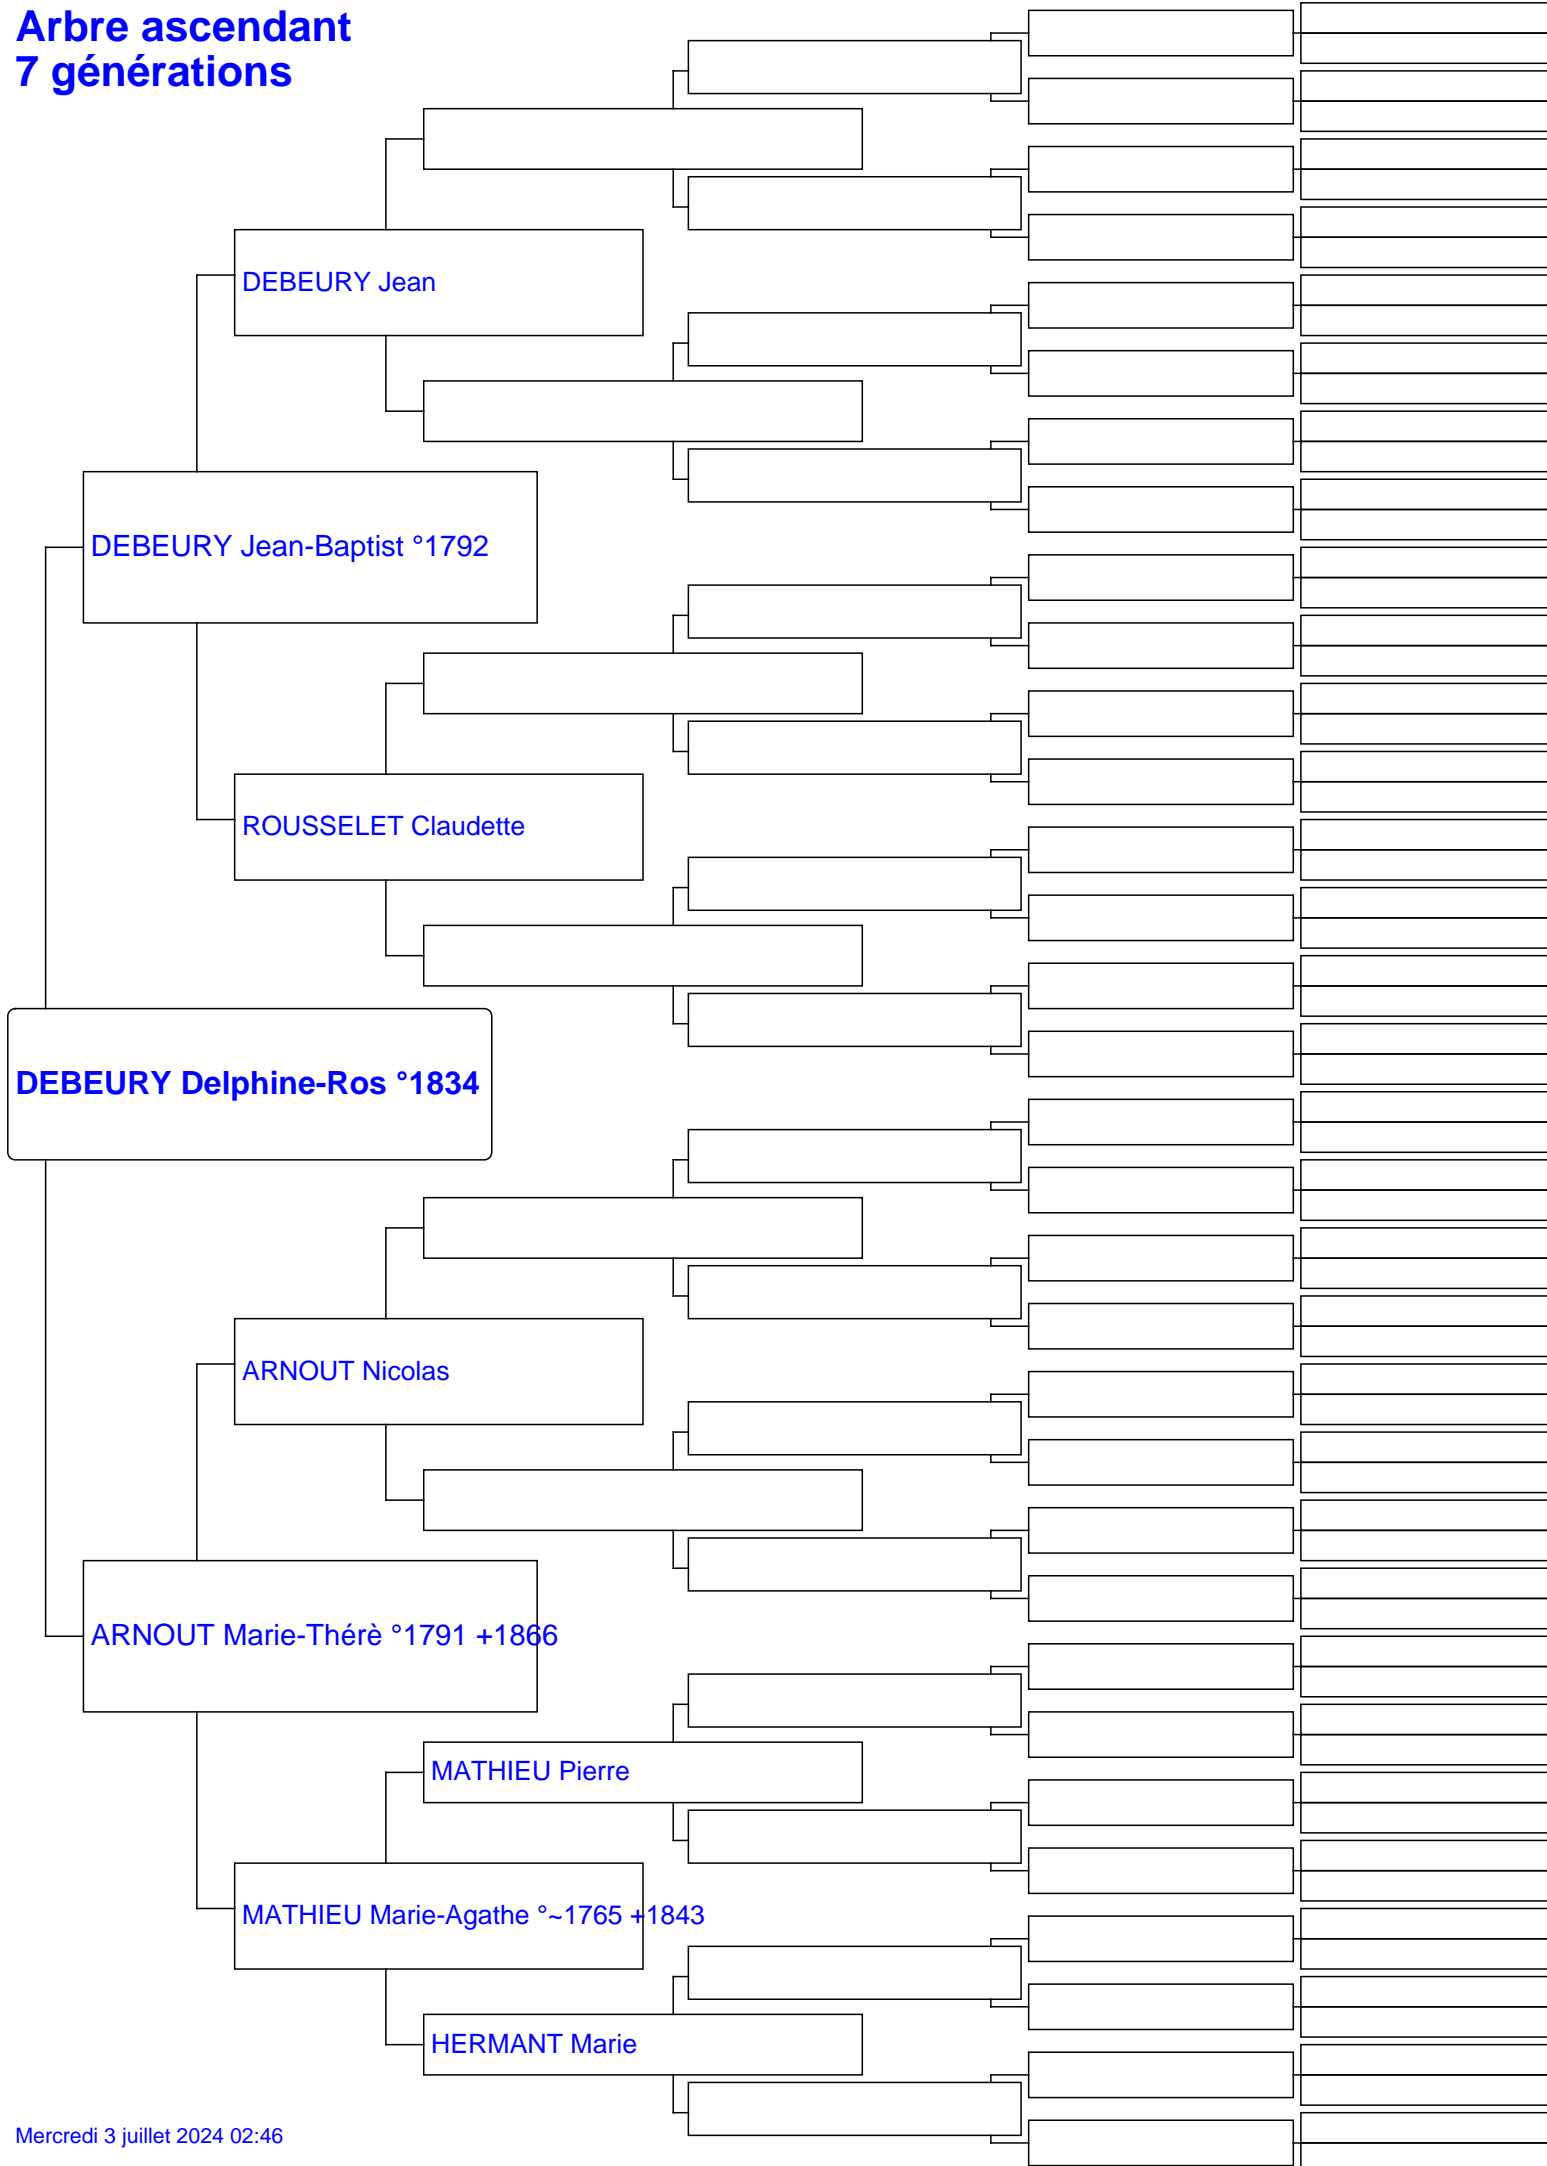 Arbre ascendant
7 générations
DEBEURY Jean
DEBEURY Jean-Baptist °1792
ROUSSELET Claudette
DEBEURY Delphine-Ros °1834
ARNOUT Nicolas
ARNOUT Marie-Thérè °1791 +1866
MATHIEU Pierre
MATHIEU Marie-Agathe °~1765 +1843
HERMANT Marie
Mercredi 3 juillet 2024 02:46